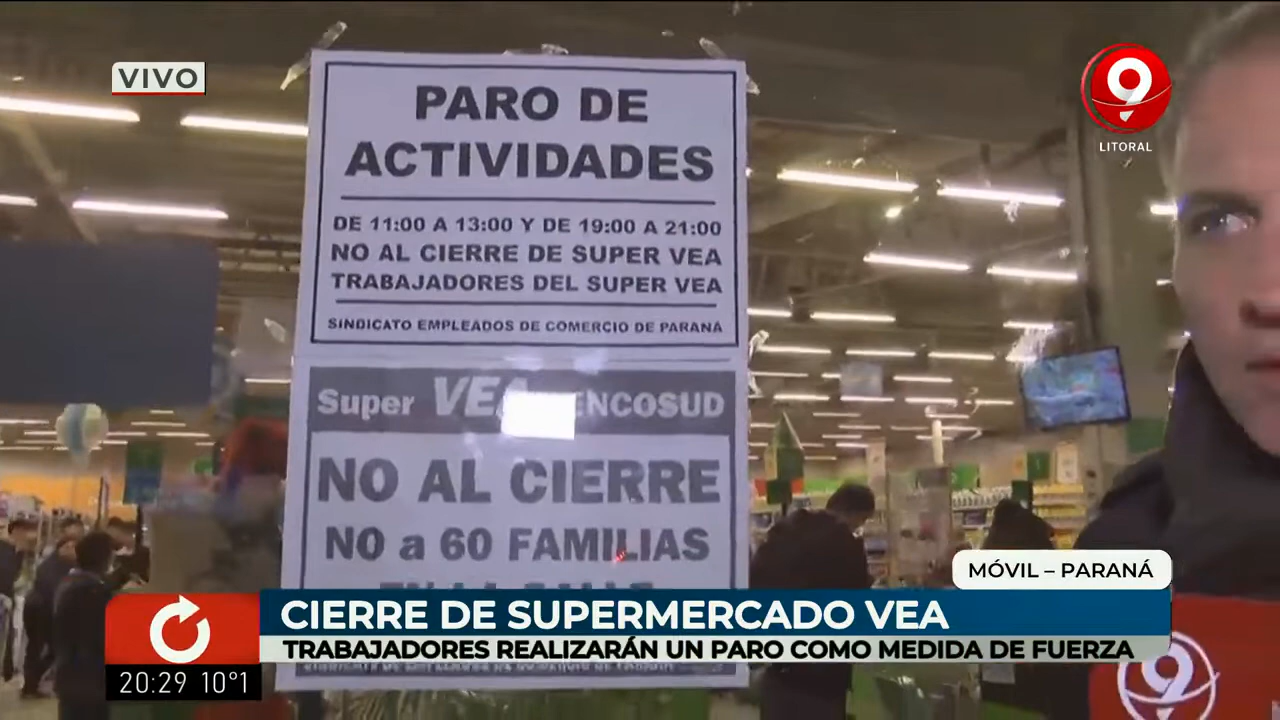 VIVO
9
LITORAL
PARO DE
ACTIVIDADES
DE 11:00 A 13:00 Y DE 19:00 A 21:00
NO AL CIERRE DE SUPER VEA
TRABAJADORES DEL SUPER VEA
SINDICATO EMPLEADOS DE COMERCIO DE PARANÁ
Super VEA ENCOSUD
NO AL CIERRE
NO a 60 FAMILIAS
MÓVIL – PARANÁ
CIERRE DE SUPERMERCADO VEA
TRABAJADORES REALIZARÁN UN PARO COMO MEDIDA DE FUERZA
20:29 10°1
9